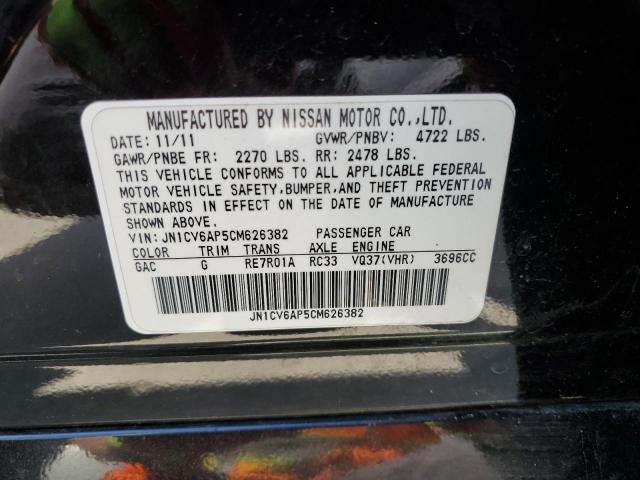 MANUFACTURED BY NISSAN MOTOR CO.,LTD.
DATE: 11/11 GVWR/PNBV: 4722 LBS.
GAWR/PNBE FR: 2270 LBS. RR: 2478 LBS.
THIS VEHICLE CONFORMS TO ALL APPLICABLE FEDERAL
MOTOR VEHICLE SAFETY,BUMPER,AND THEFT PREVENTION
STANDARDS IN EFFECT ON THE DATE OF MANUFACTURE
SHOWN ABOVE.
VIN: JN1CV6AP5CM626382 PASSENGER CAR
COLOR TRIM TRANS AXLE ENGINE
GAC G RE7R01A RC33 VQ37(VHR) 3696CC
JN1CV6AP5CM626382